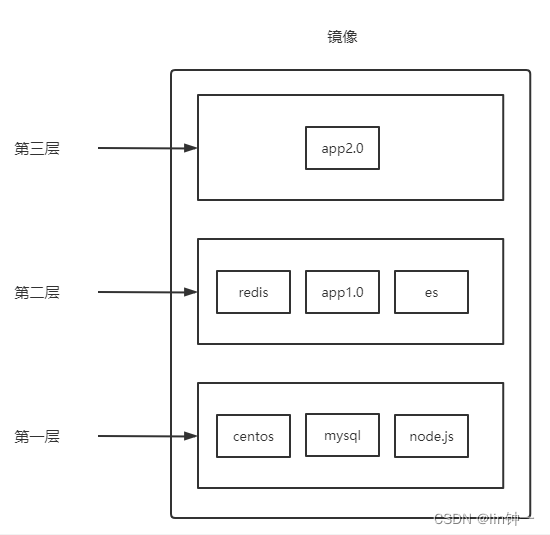 镜像
第三层
app2.0
第二层
redis
app1.0
es
第一层
centos
mysql
node.js
CSDN @lin钟一